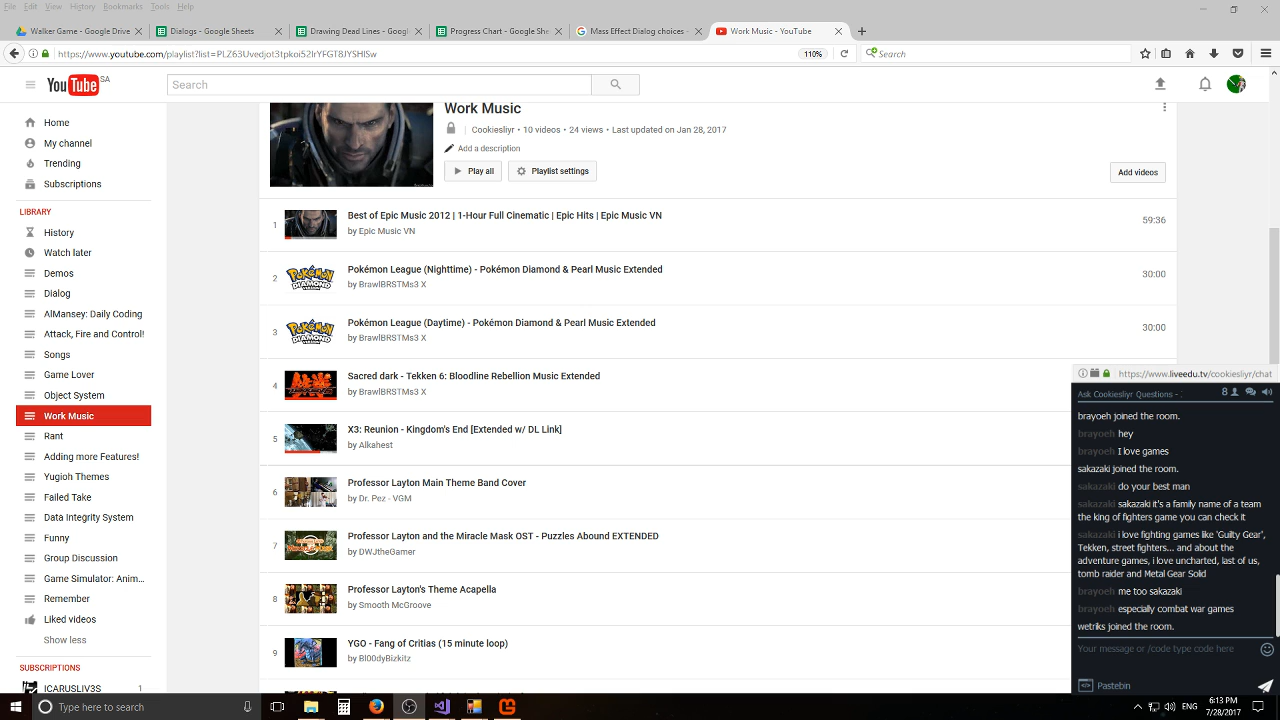 File Edit View History Bookmarks Tools Help
Walker Game - Google Drive
Dialogs - Google Sheets
Drawing Dead Lines - Google
Progress Chart - Google She
Mass Effect Dialog choices -
Work Music - YouTube
https://www.youtube.com/playlist?list=PLZ63Uvedjot3tpkoi52lrYFGT8JYSHlSw
110%
Search
YouTube SA
Search
Home
My channel
Trending
Subscriptions
LIBRARY
History
Watch later
Demos
Dialog
AlMansey: Daily Coding
Attack, Fire and Control!
Songs
Game Lover
Object System
Work Music
Rant
Adding more Features!
Yugioh Themes
Failed Take
Data Integrity System
Funny
Group Discussion
Game Simulator: Anim...
Remember
Liked videos
Show less
SUBSCRIPTIONS
ICARUSLIV3S 1
Work Music
Cookiesliyr • 10 videos • 24 views • Last updated on Jan 28, 2017
Add a description
Play all
Playlist settings
Add videos
1 Best of Epic Music 2012 | 1-Hour Full Cinematic | Epic Hits | Epic Music VN 59:36
by Epic Music VN
2 Pokémon League (Nighttime) - Pokémon Diamond & Pearl Music Extended 30:00
by BrawlBRSTMs3 X
3 Pokémon League (Daytime) - Pokémon Diamond & Pearl Music Extended 30:00
by BrawlBRSTMs3 X
4 Sacred dark - Tekken 6: Bloodline Rebellion Music Extended
by BrawlBRSTMs3 X
5 X3: Reunion - Kingdom's End [Extended w/ DL Link]
by Alkahest
6 Professor Layton Main Theme Band Cover
by Dr. Pez - VGM
7 Professor Layton and the Miracle Mask OST - Puzzles Abound EXTENDED
by DWJtheGamer
8 Professor Layton's Theme Acapella
by Smooth McGroove
9 YGO - Fang of Critias (15 minute loop)
by Bl00dyBizkitz
https://www.liveedu.tv/cookiesliyr/chat
Ask Cookiesliyr Questions - 8
brayoeh joined the room.
brayoeh hey
brayoeh I love games
sakazaki joined the room.
sakazaki do your best man
sakazaki sakazaki it's a family name of a team
the king of fighters game you can check it
sakazaki i love fighting games like 'Guilty Gear',
Tekken, street fighters... and about the
adventure games, i love uncharted, last of us,
tomb raider and Metal Gear Solid
brayoeh me too sakazaki
brayoeh especially combat war games
wetriks joined the room.
Your message or /code type code here
Pastebin
Type here to search
ENG
6:13 PM
7/28/2017